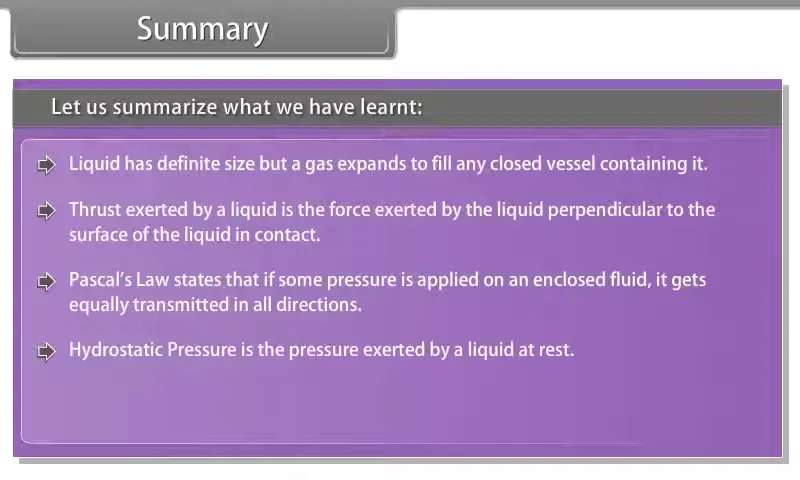 Summary
Let us summarize what we have learnt:
Liquid has definite size but a gas expands to fill any closed vessel containing it.
Thrust exerted by a liquid is the force exerted by the liquid perpendicular to the
surface of the liquid in contact.
Pascal's Law states that if some pressure is applied on an enclosed fluid, it gets
equally transmitted in all directions.
Hydrostatic Pressure is the pressure exerted by a liquid at rest.